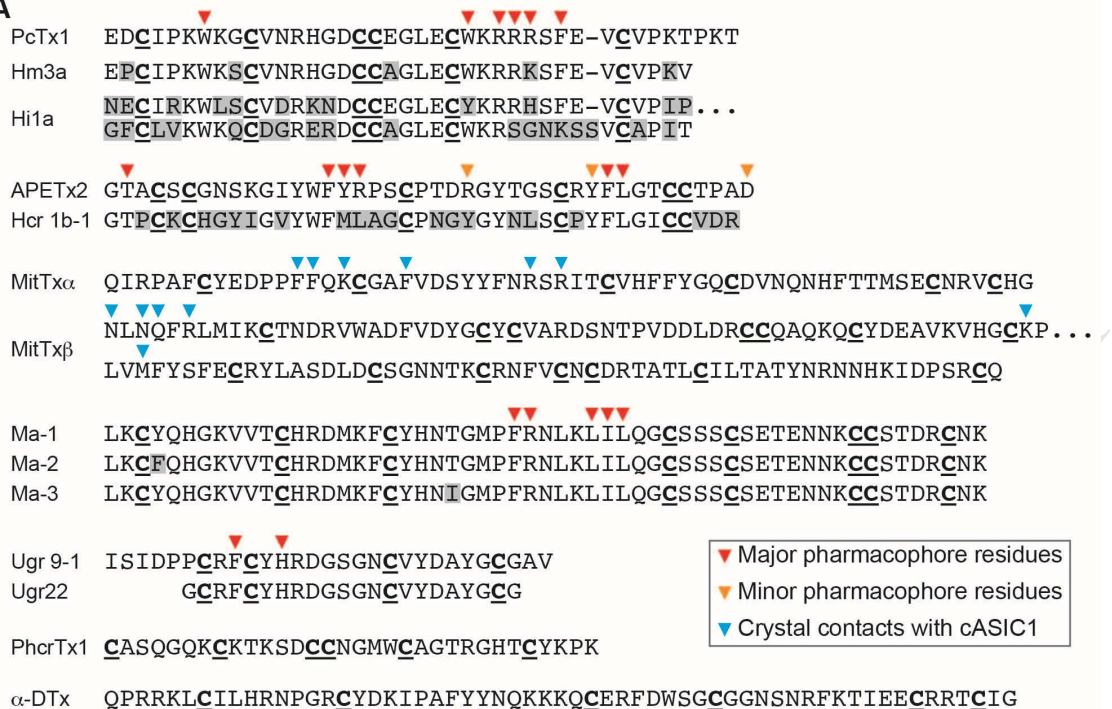 A
PcTx1 EDCIPKWKGCVNRHGDCCEGLECWKRRRSFE-VCVPKTPKT
Hm3a EPCIPKWKSCVNRHGDCCAGLECWKRRKSFE-VCVPKV
Hi1a NECIRKWLSCVDRKNDCCEGLECYKRRHSFE-VCVPIP...
GFCLVKWKQCDGRERDCCAGLECWKRSGNKSSVCAPIT
APETx2 GTACSCGNSKGIYWFYRPSCPTDRGYTGSCRYFLGTCCTPAD
Hcr 1b-1 GTPCKCHGYIGVYWFMLAGCPNGYGYNLSCPYFLGICCVDR
MitTxα QIRPAFCYEDPPFFQKCGAFVDSYYFNRSRITCVHFFYGQCDVNQNHFTTMSECNRVCHG
MitTxβ NLNQFRLMIKCTNDRVWADFVDYGCYCVARDSNTPVDDLDRCCQAQKQCYDEAVKVHGCKP...
LVMFYSFECRYLASDLDCSGNNTKCRNFVCNCDRTATLCILTATYNRNNHKIDPSRCQ
Ma-1 LKCYQHGKVVTCHRDMKFCYHNTGMPFRNLKLILQGCSSSCSETENNKCCSTDRCNK
Ma-2 LKCFQHGKVVTCHRDMKFCYHNTGMPFRNLKLILQGCSSSCSETENNKCCSTDRCNK
Ma-3 LKCYQHGKVVTCHRDMKFCYHNIGMPFRNLKLILQGCSSSCSETENNKCCSTDRCNK
Ugr 9-1 ISIDPPCRFCYHRDGSGNCVYDAYGCGAV
Ugr22 GCRFCYHRDGSGNCVYDAYGCG
Major pharmacophore residues
Minor pharmacophore residues
Crystal contacts with cASIC1
PhcrTx1 CASQGQKCKTKSDCCNGMWCAGTRGHTCYKPK
α-DTx QPRRKLCILHRNPGRCYDKIPAFYYNQKKKQCERFDWSGCGGNSNRFKTIEECRRTCIG